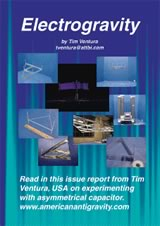 Electrogravity
by Tim Ventura
tventura@attbi.com
Read in this issue report from Tim
Ventura, USA on experimenting
with asymmetrical capacitor.
www.americanantigravity.com